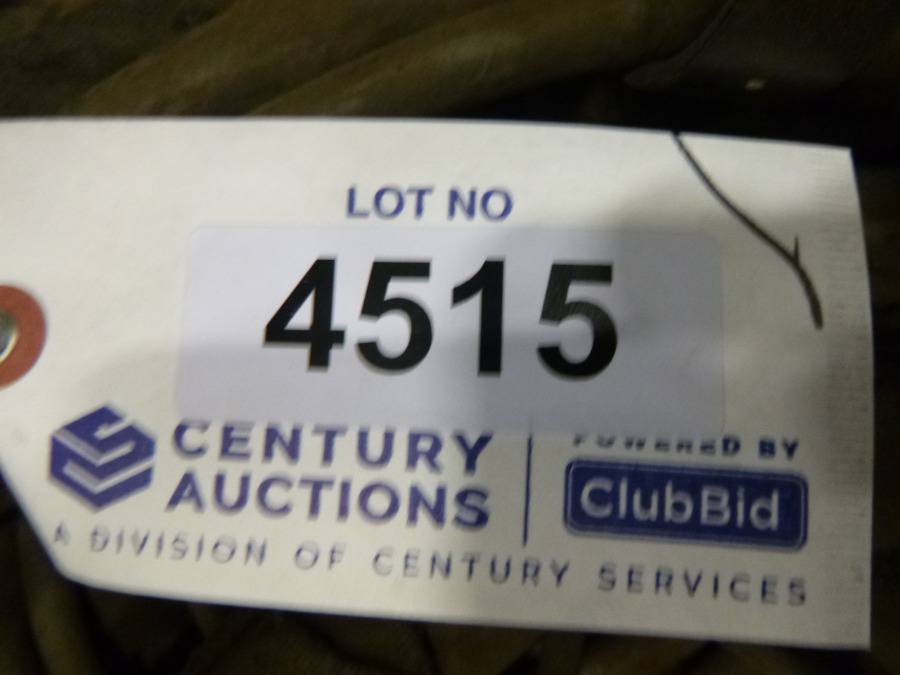 LOT NO
4515
CENTURY
AUCTIONS
POWERED BY
ClubBid
A DIVISION OF CENTURY SERVICES